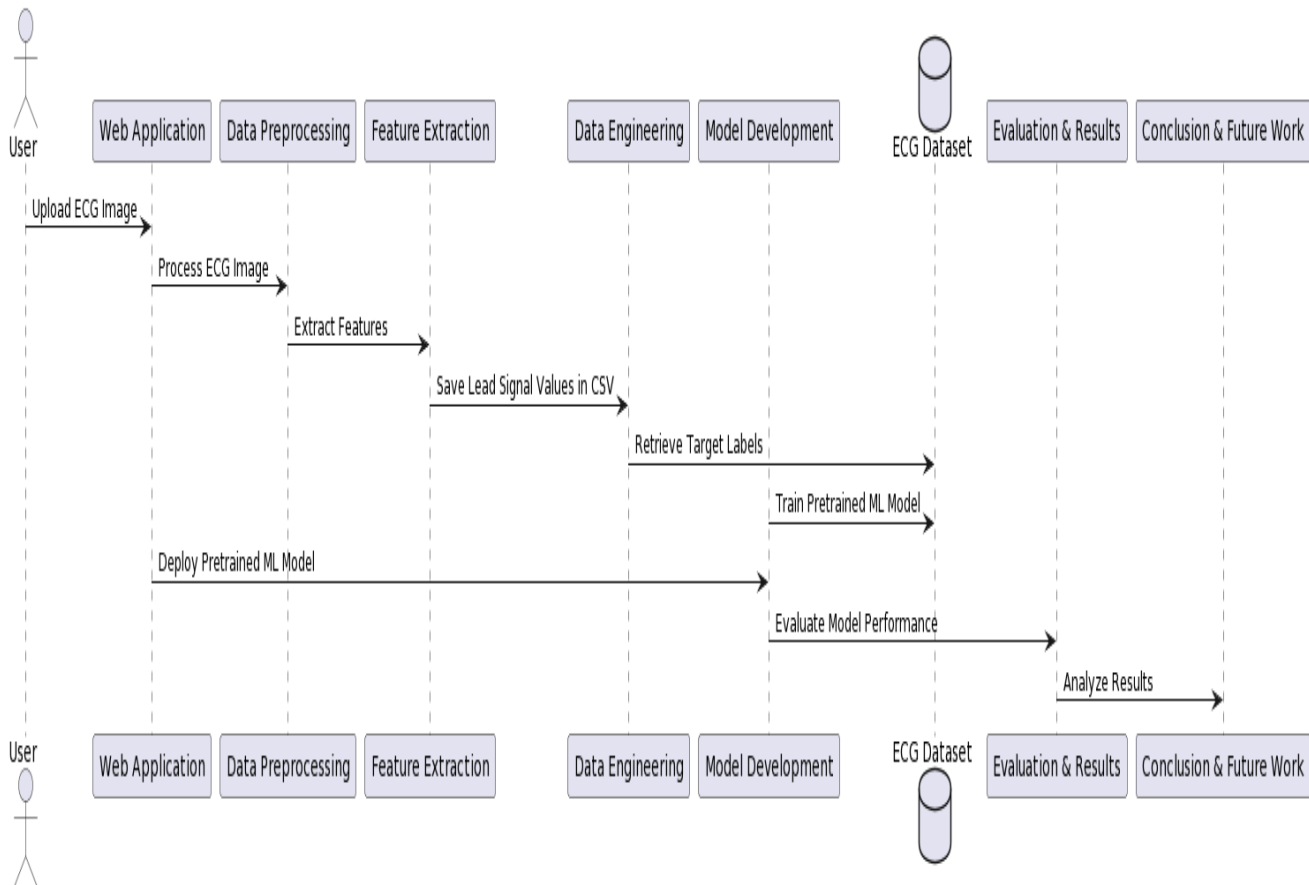 User
Web Application
Data Preprocessing
Feature Extraction
Data Engineering
Model Development
ECG Dataset
Evaluation & Results
Conclusion & Future Work
Upload ECG Image
Process ECG Image
Extract Features
Save Lead Signal Values in CSV
Retrieve Target Labels
Train Pretrained ML Model
Deploy Pretrained ML Model
Evaluate Model Performance
Analyze Results
User
Web Application
Data Preprocessing
Feature Extraction
Data Engineering
Model Development
ECG Dataset
Evaluation & Results
Conclusion & Future Work